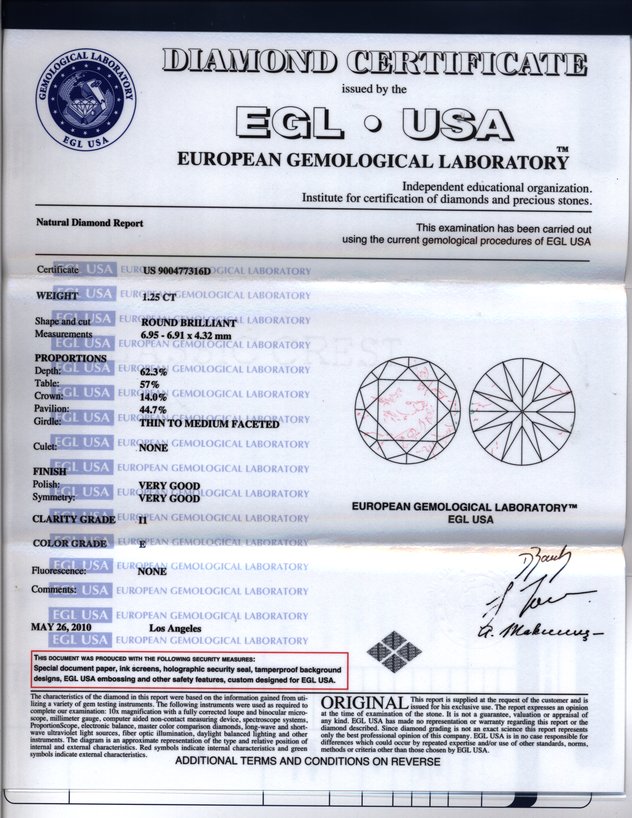 GEMOLOGICAL LABORATORY
EGL USA
DIAMOND CERTIFICATE
issued by the
EGL • USA
EUROPEAN GEMOLOGICAL LABORATORY™
Independent educational organization.
Institute for certification of diamonds and precious stones.
Natural Diamond Report
This examination has been carried out
using the current gemological procedures of EGL USA
Certificate US 900477316D
WEIGHT 1.25 CT
Shape and cut ROUND BRILLIANT
Measurements 6.95 - 6.91 x 4.32 mm
PROPORTIONS
Depth: 62.3%
Table: 57%
Crown: 14.0%
Pavilion: 44.7%
Girdle: THIN TO MEDIUM FACETED
Culet: NONE
FINISH
Polish: VERY GOOD
Symmetry: VERY GOOD
CLARITY GRADE I1
COLOR GRADE E
Fluorescence: NONE
Comments:
MAY 26, 2010 Los Angeles
EUROPEAN GEMOLOGICAL LABORATORY™
EGL USA
THIS DOCUMENT WAS PRODUCED WITH THE FOLLOWING SECURITY MEASURES:
Special document paper, ink screens, holographic security seal, tamperproof background
designs, EGL USA embossing and other safety features, custom designed for EGL USA.
The characteristics of the diamond in this report were based on the information gained from uti-
lizing a variety of gem testing instruments. The following instruments were used as required to
complete our examination: 10x magnification with a fully corrected loupe and binocular micro-
scope, millimeter gauge, computer aided non-contact measuring device, spectroscope systems,
ProportionScope, electronic balance, master color comparison diamonds, long-wave and short-
wave ultraviolet light sources, fiber optic illumination, daylight balanced lighting and other
instruments. The diagram is an approximate representation of the type and relative position of
internal and external characteristics. Red symbols indicate internal characteristics and green
symbols indicate external characteristics.
ORIGINAL This report is supplied at the request of the customer and is
issued for his exclusive use. The report expresses an opinion
at the time of examination of the stone. It is not a guarantee, valuation or appraisal of
any kind. EGL USA has made no representation or warranty regarding this report or the
diamond described. Since diamond grading is not an exact science this report represents
only the best professional opinion of this company. EGL USA is in no case responsible for
differences which could occur by repeated expertise and/or use of other standards, norms,
methods or criteria other than those chosen by EGL USA.
ADDITIONAL TERMS AND CONDITIONS ON REVERSE